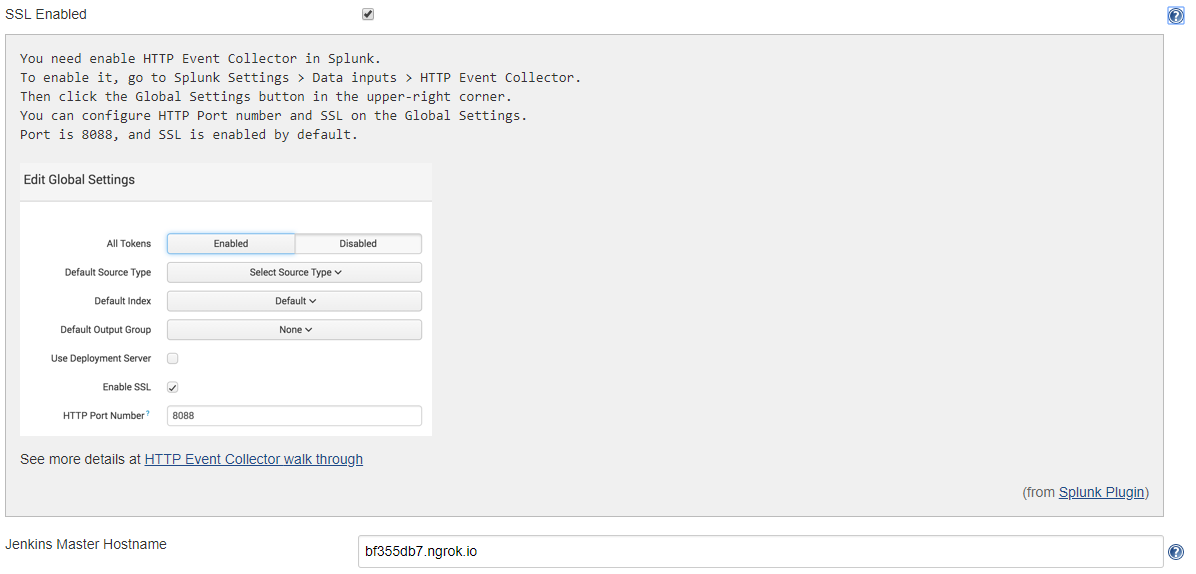 SSL Enabled
You need enable HTTP Event Collector in Splunk.
To enable it, go to Splunk Settings > Data inputs > HTTP Event Collector.
Then click the Global Settings button in the upper-right corner.
You can configure HTTP Port number and SSL on the Global Settings.
Port is 8088, and SSL is enabled by default.
Edit Global Settings
All Tokens Enabled Disabled
Default Source Type Select Source Type
Default Index Default
Default Output Group None
Use Deployment Server
Enable SSL
HTTP Port Number? 8088
See more details at HTTP Event Collector walk through
(from Splunk Plugin)
Jenkins Master Hostname bf355db7.ngrok.io